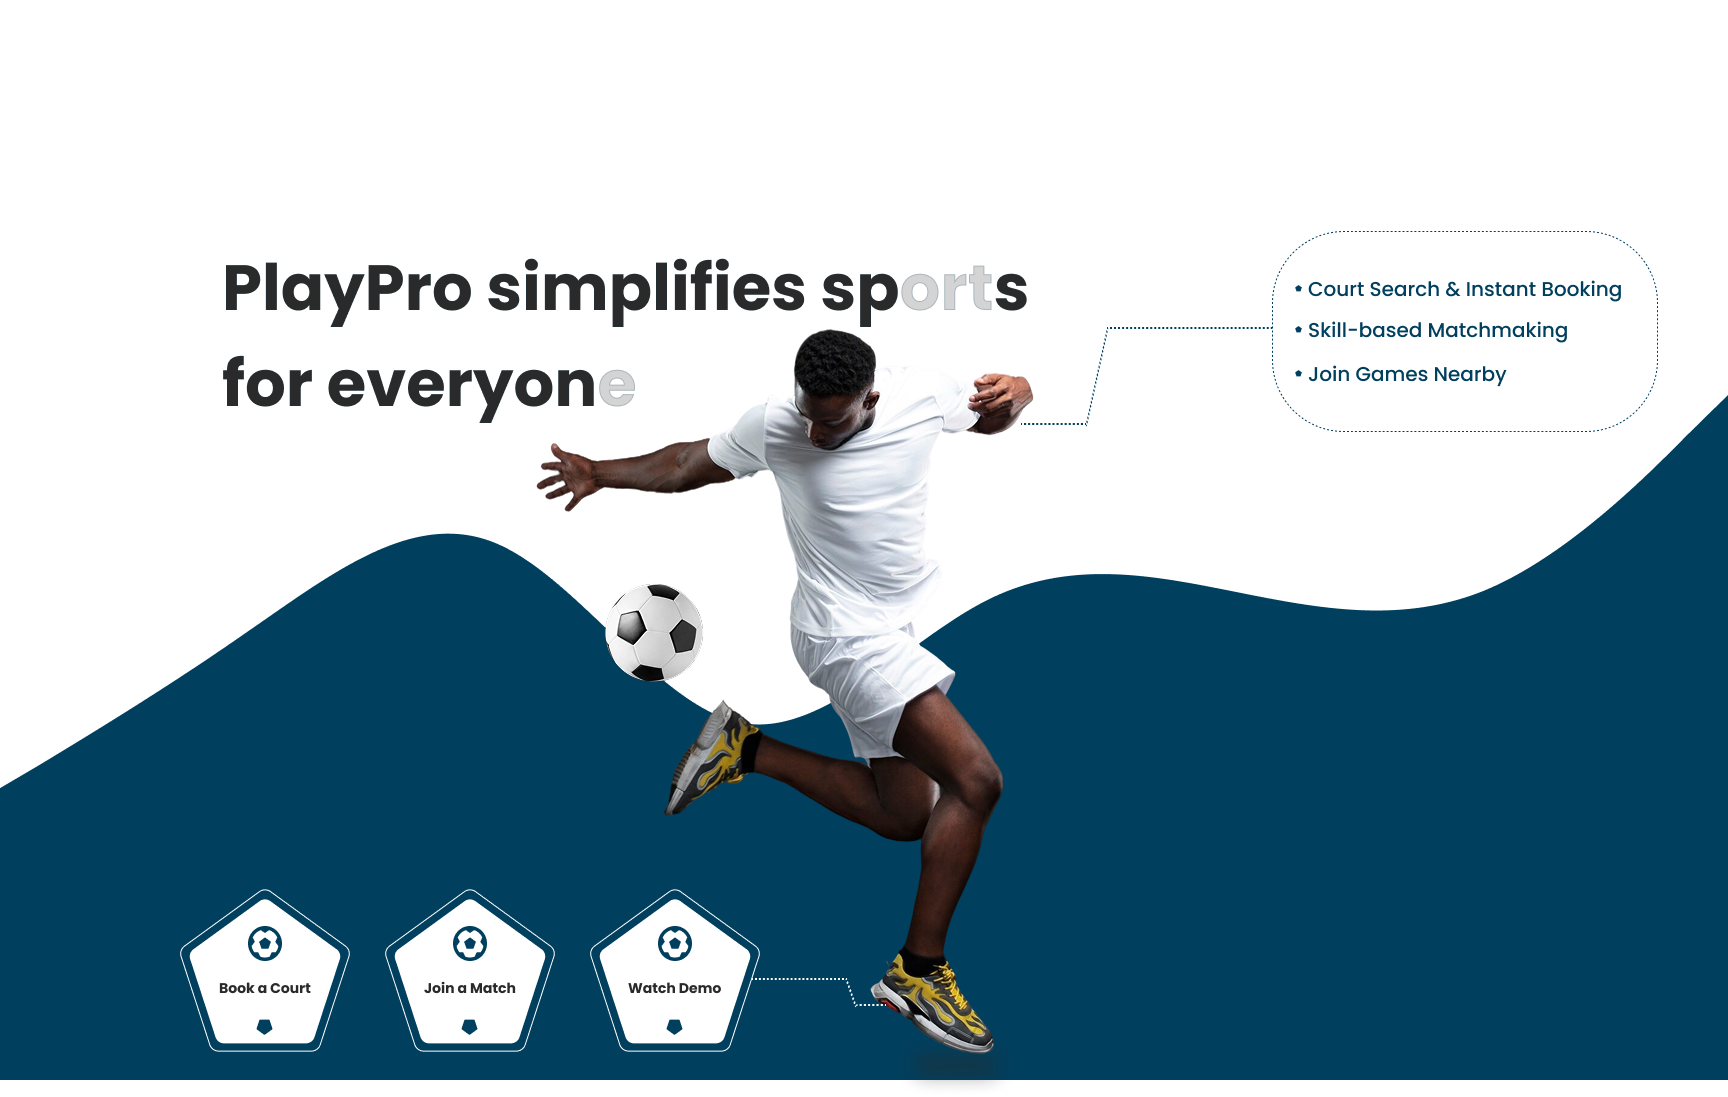 PlayPro simplifies sports
for everyone
Court Search & Instant Booking
Skill-based Matchmaking
Join Games Nearby
Book a Court
Join a Match
Watch Demo